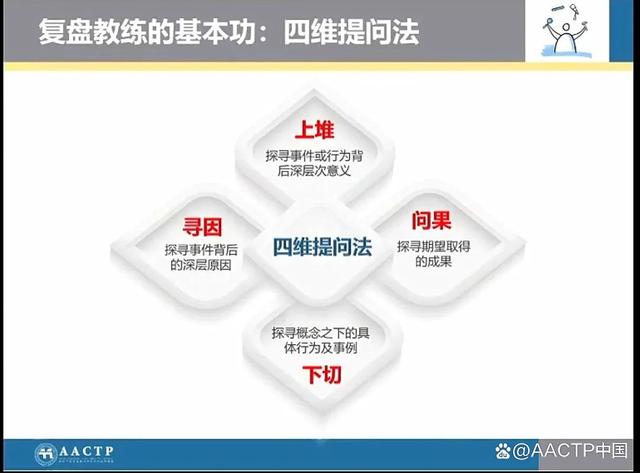 复盘教练的基本功：四维提问法
上堆
探寻事件或行为背
后深层次意义
寻因
探寻事件背后
的深层原因
四维提问法
问果
探寻期望取得
的成果
探寻概念之下的具
体行为及事例
下切
AACTP
@AACTP中国